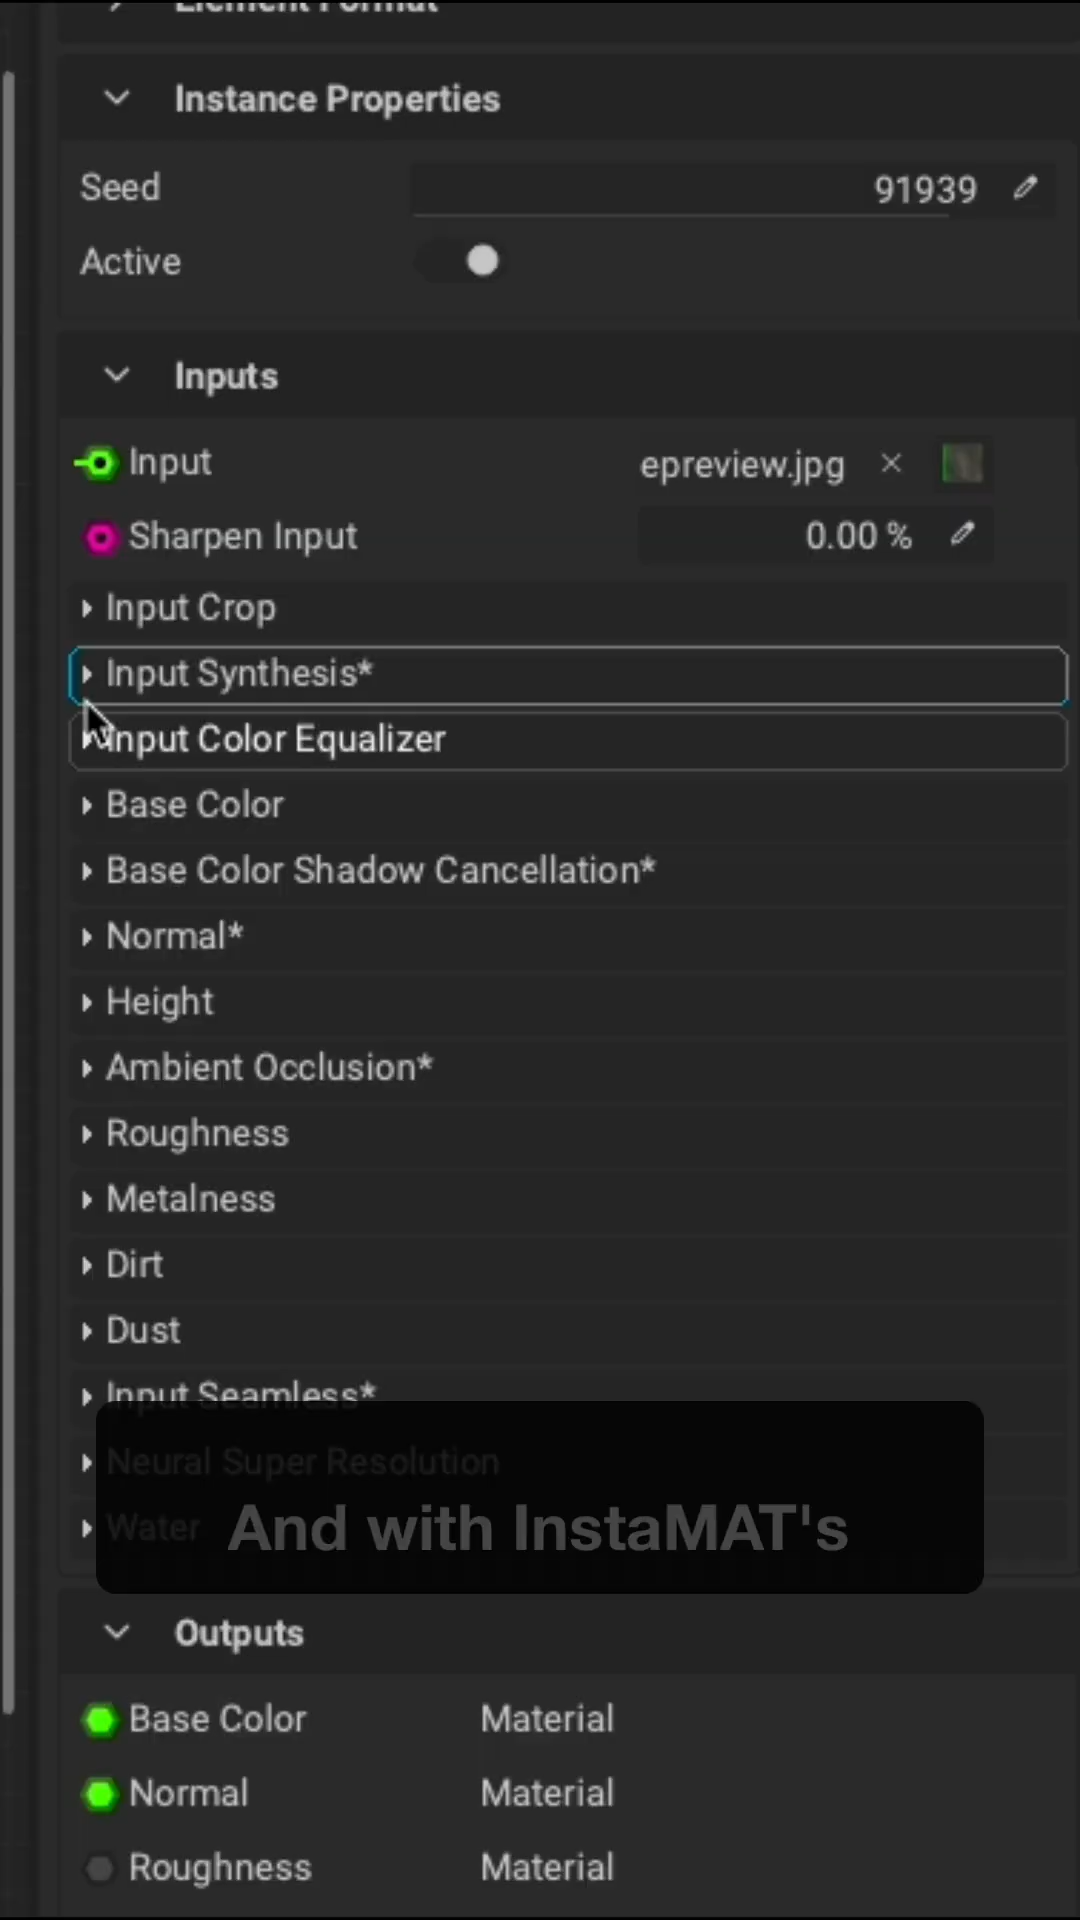 Element Format
Instance Properties
Seed 91939
Active
Inputs
Input epreview.jpg
Sharpen Input 0.00 %
Input Crop
Input Synthesis*
Input Color Equalizer
Base Color
Base Color Shadow Cancellation*
Normal*
Height
Ambient Occlusion*
Roughness
Metalness
Dirt
Dust
Input Seamless*
Neural Super Resolution
Water
And with InstaMAT's
Outputs
Base Color Material
Normal Material
Roughness Material